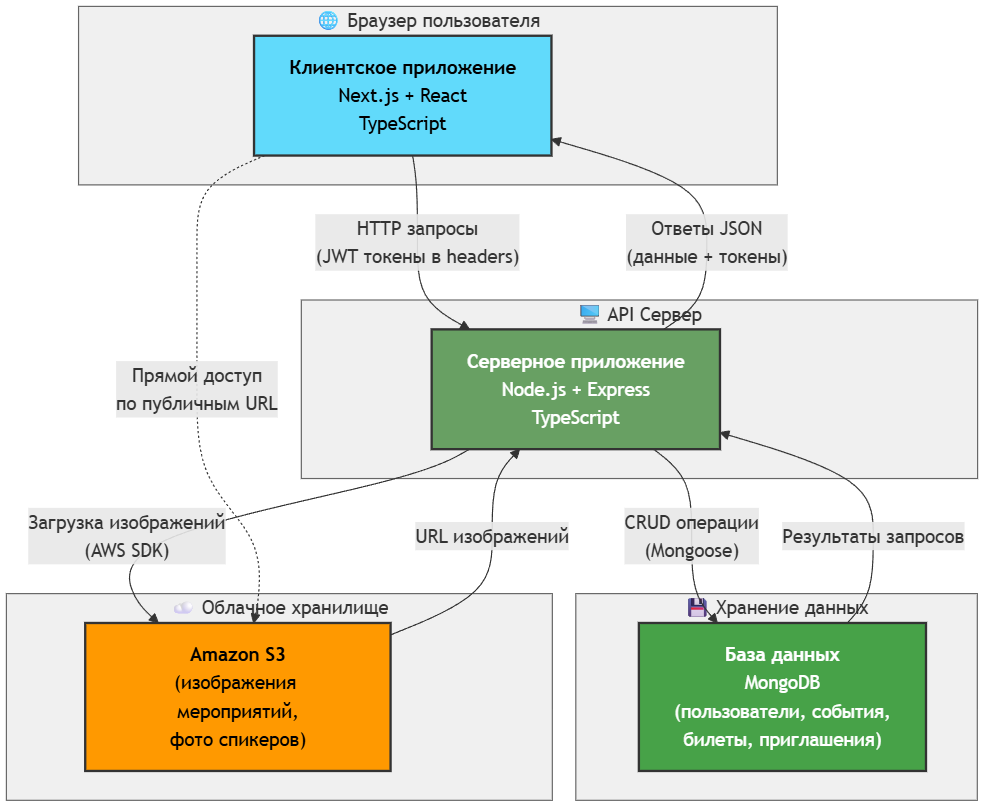 Браузер пользователя
Клиентское приложение
Next.js + React
TypeScript
HTTP запросы
(JWT токены в headers)
Ответы JSON
(данные + токены)
API Сервер
Серверное приложение
Node.js + Express
TypeScript
Прямой доступ
по публичным URL
Загрузка изображений
(AWS SDK)
URL изображений
CRUD операции
(Mongoose)
Результаты запросов
Облачное хранилище
Amazon S3
(изображения
мероприятий,
фото спикеров)
Хранение данных
База данных
MongoDB
(пользователи, события,
билеты, приглашения)